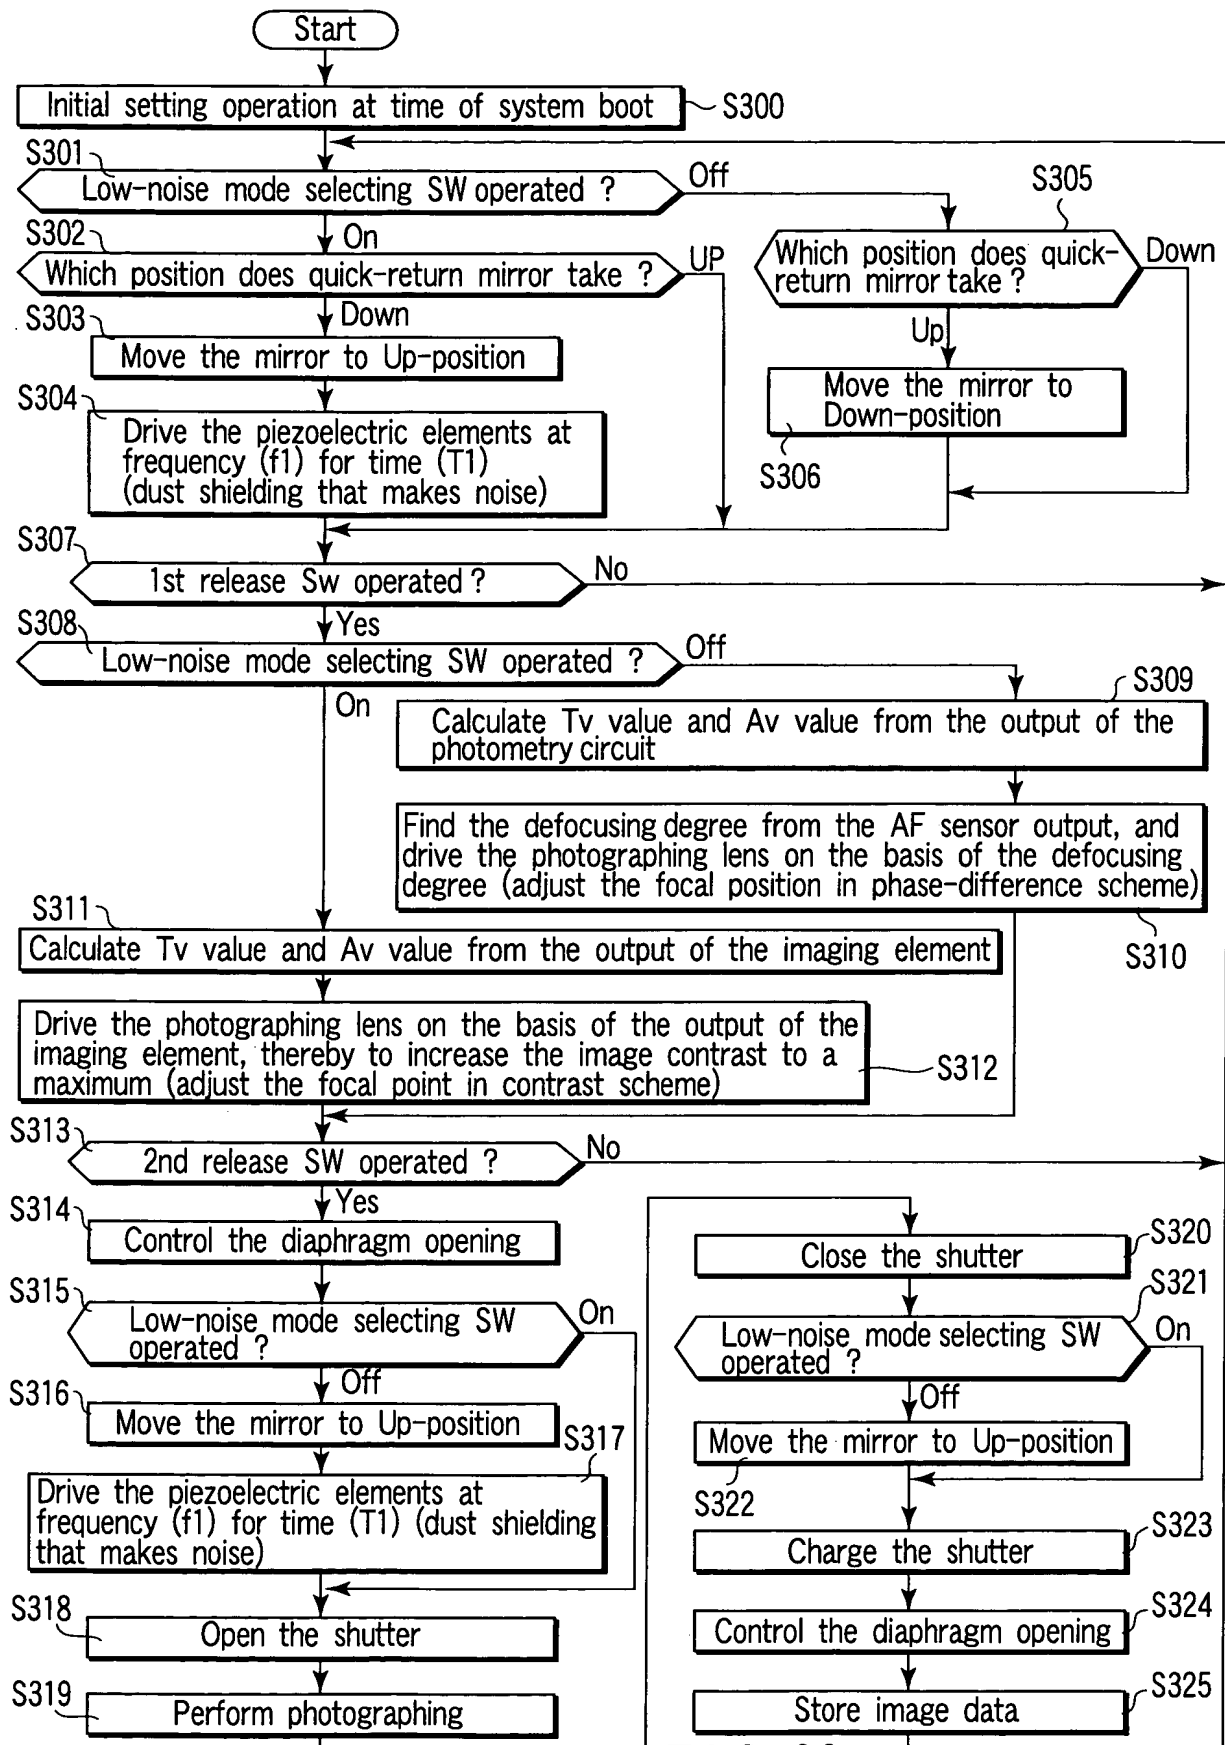 Start
Initial setting operation at time of system boot
S300
S301
Low-noise mode selecting SW operated ?
Off
On
S302
Which position does quick-return mirror take ?
UP
Down
S305
Which position does quick-
return mirror take ?
Down
Up
S303
Move the mirror to Up-position
Move the mirror to
Down-position
S306
S304
Drive the piezoelectric elements at
frequency (f1) for time (T1)
(dust shielding that makes noise)
S307
1st release Sw operated ?
No
Yes
S308
Low-noise mode selecting SW operated ?
Off
On
S309
Calculate Tv value and Av value from the output of the
photometry circuit
Find the defocusing degree from the AF sensor output, and
drive the photographing lens on the basis of the defocusing
degree (adjust the focal position in phase-difference scheme)
S310
S311
Calculate Tv value and Av value from the output of the imaging element
Drive the photographing lens on the basis of the output of the
imaging element, thereby to increase the image contrast to a
maximum (adjust the focal point in contrast scheme)
S312
S313
2nd release SW operated ?
No
Yes
S314
Control the diaphragm opening
S315
Low-noise mode selecting SW
operated ?
On
Off
S316
Move the mirror to Up-position
S317
Drive the piezoelectric elements at
frequency (f1) for time (T1) (dust shielding
that makes noise)
S318
Open the shutter
S319
Perform photographing
Close the shutter
S320
S321
Low-noise mode selecting SW
operated ?
On
Off
Move the mirror to Up-position
S322
Charge the shutter
S323
Control the diaphragm opening
S324
Store image data
S325